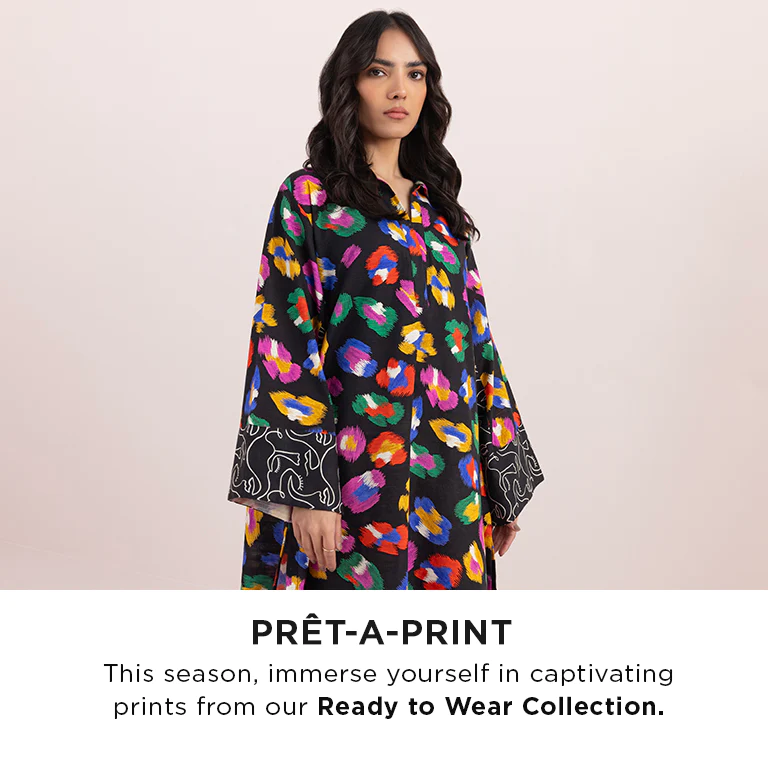 PRÊT-A-PRINT
This season, immerse yourself in captivating
prints from our Ready to Wear Collection.